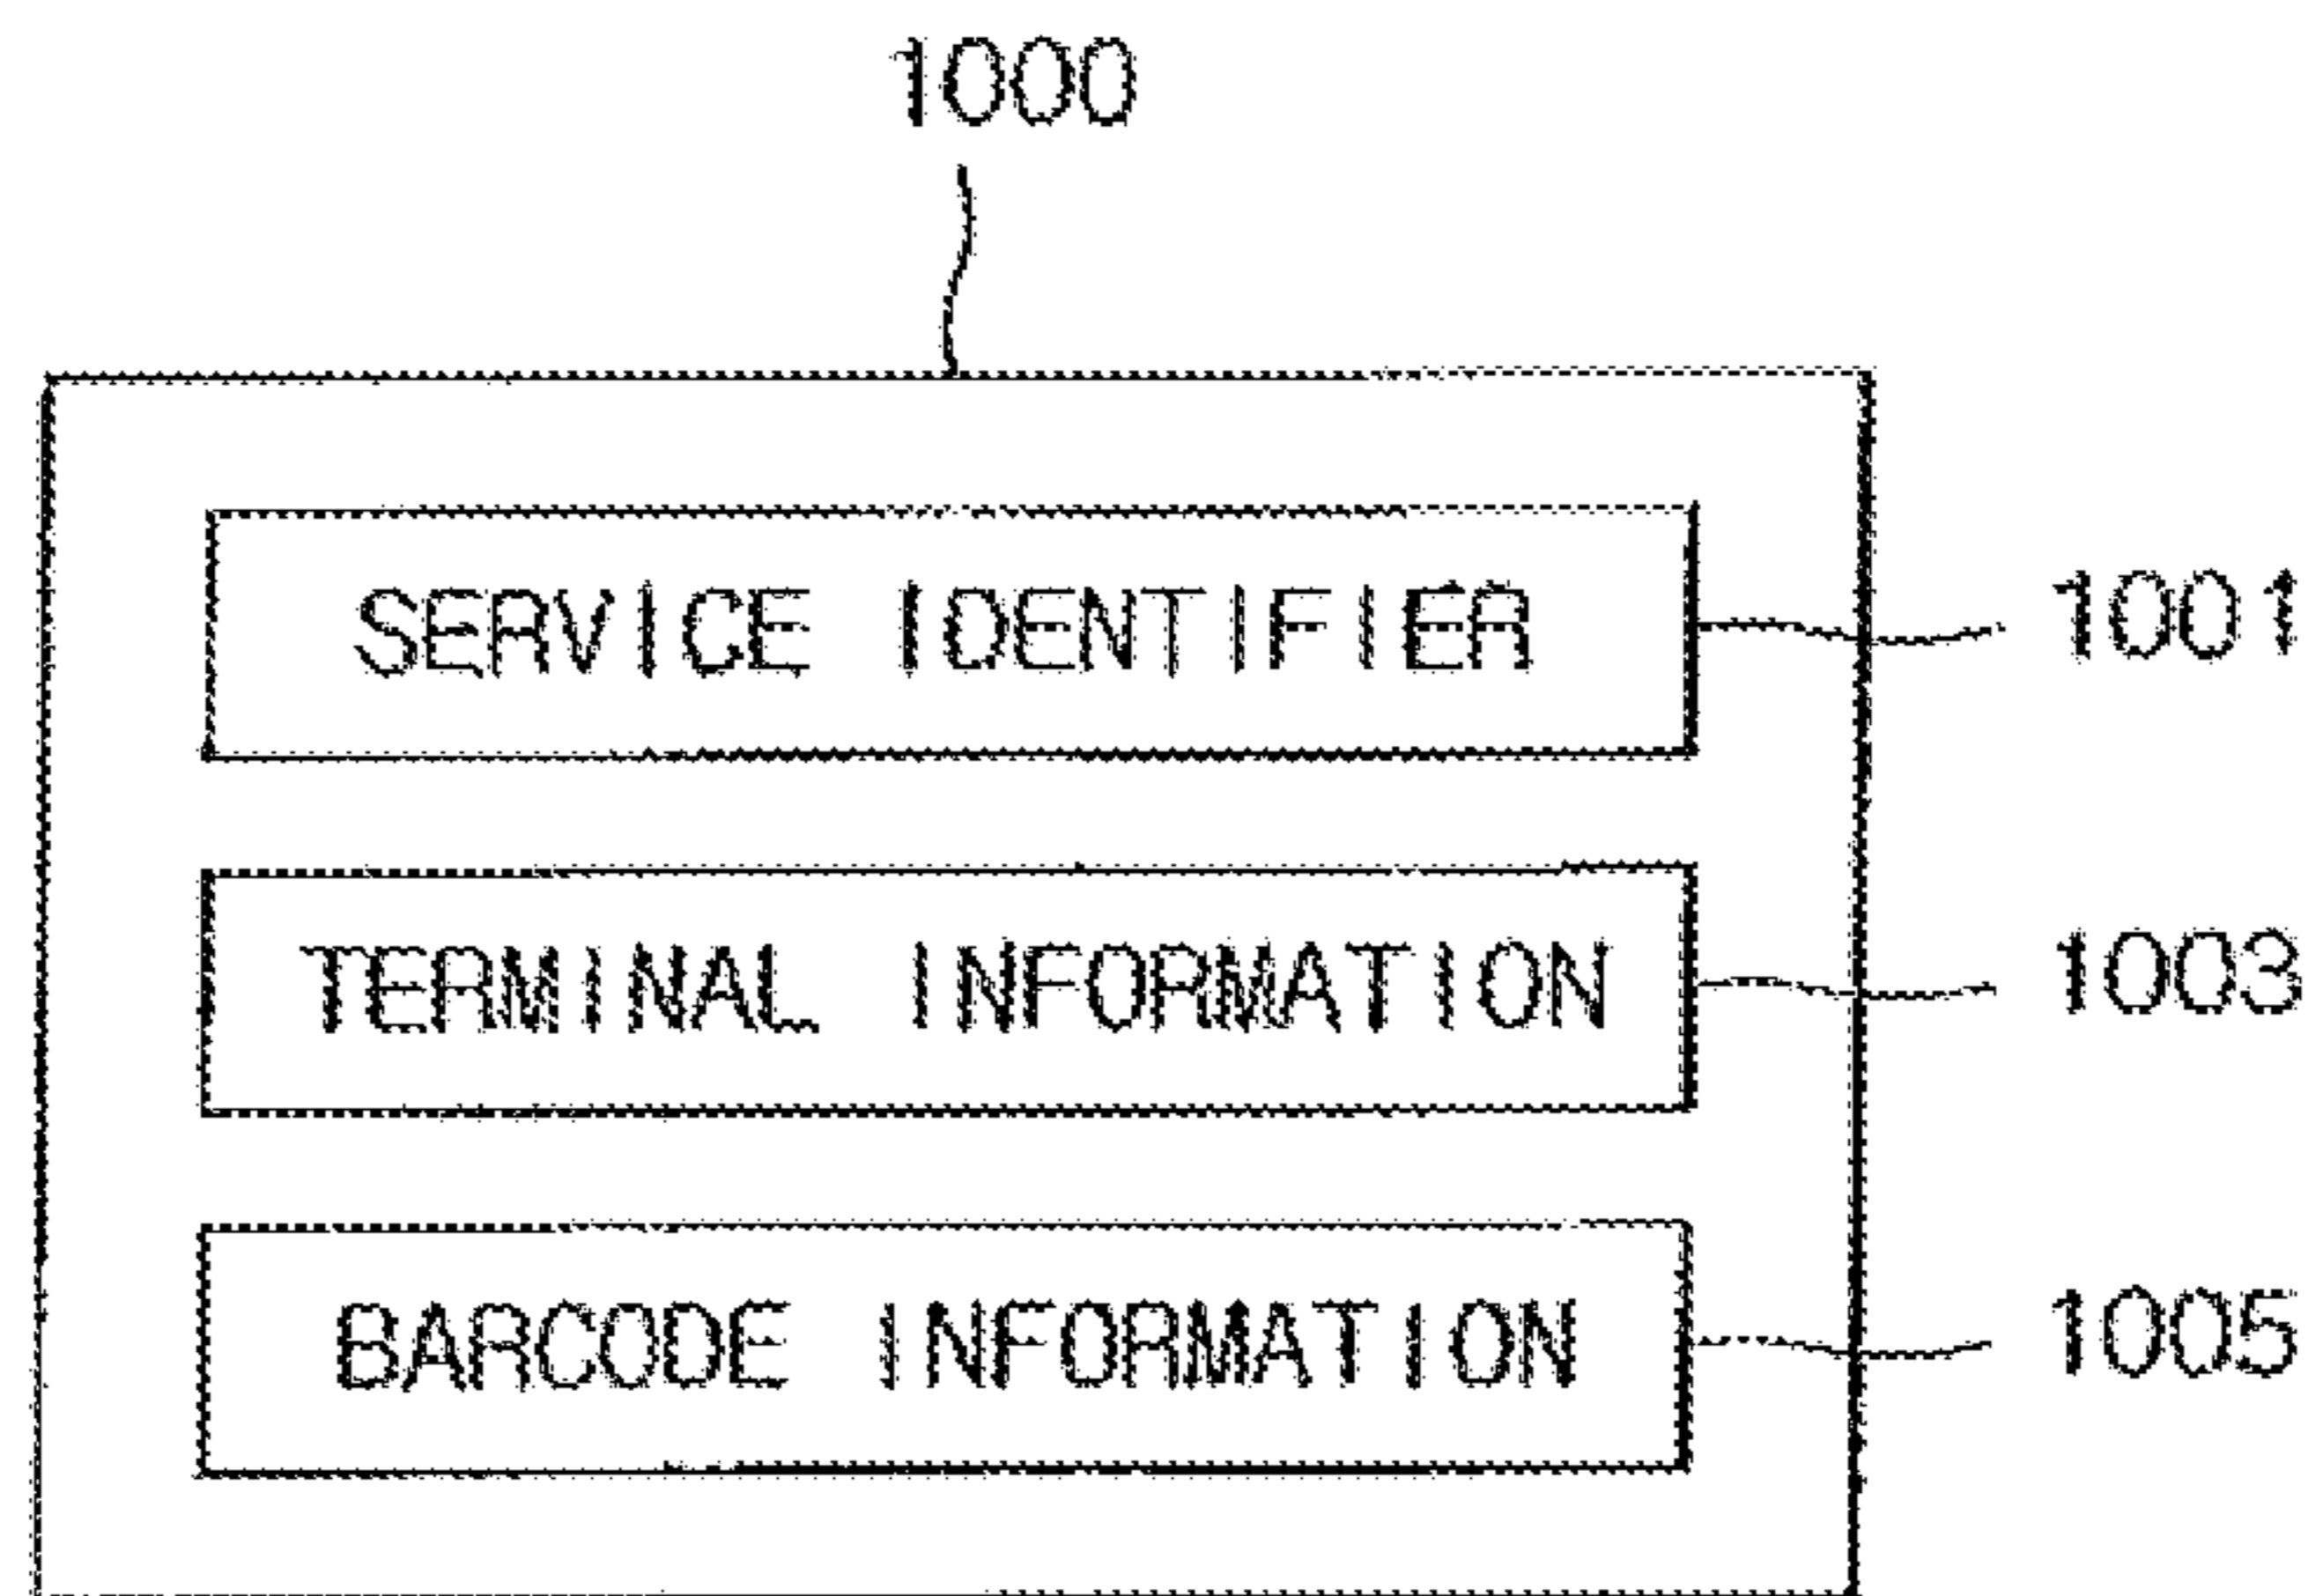 1000
SERVICE IDENTIFIER 1001
TERMINAL INFORMATION 1003
BARCODE INFORMATION 1005